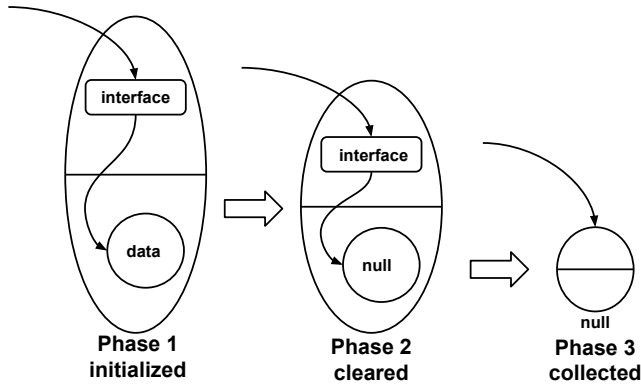 interface
data
Phase 1
initialized
interface
null
Phase 2
cleared
null
Phase 3
collected